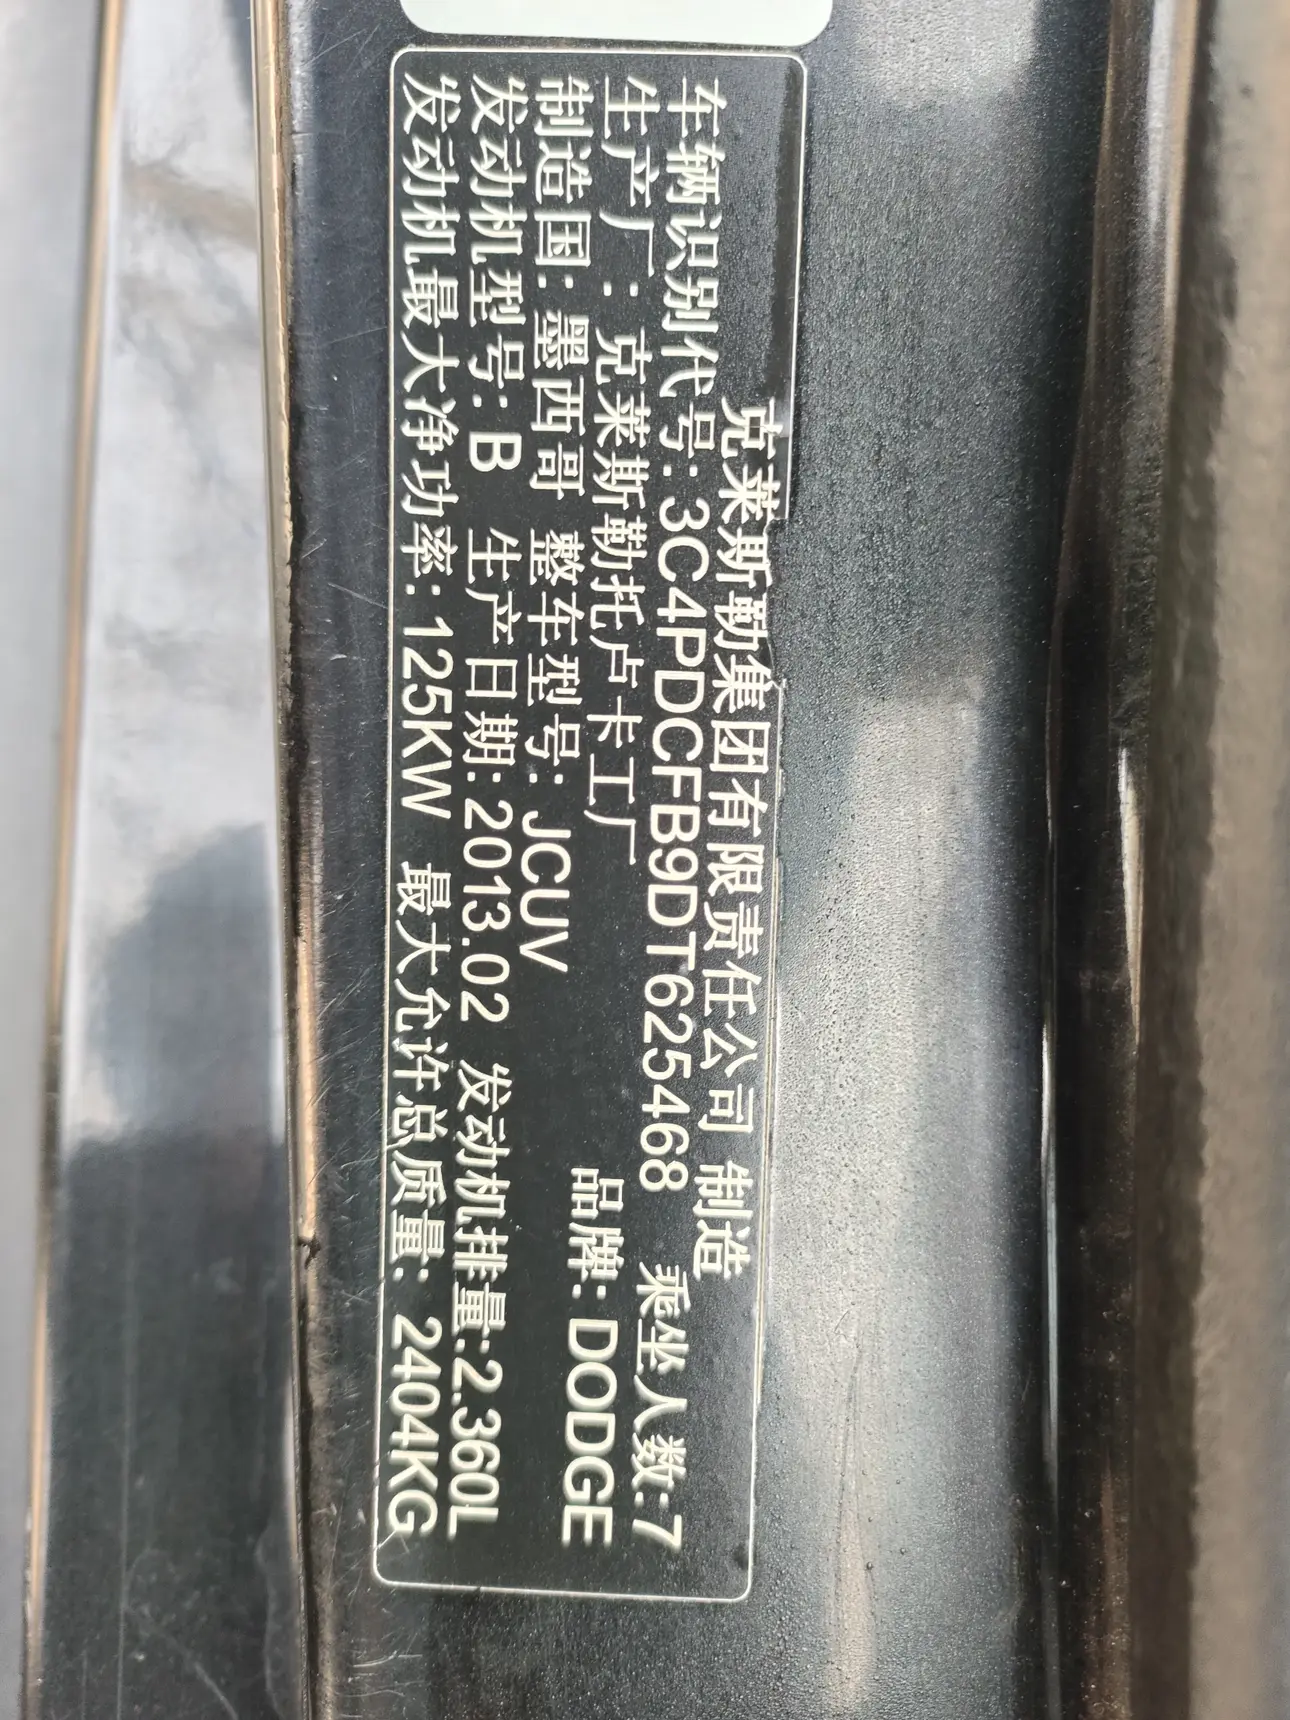 克莱斯勒集团有限责任公司 制造
车辆识别代号: 3C4PDCFB9DT625468 乘坐人数: 7
生产厂: 克莱斯勒托卢卡工厂 品牌: DODGE
制造国: 墨西哥 整车型号: JCUV
发动机型号: B 生产日期: 2013.02 发动机排量: 2.360L
发动机最大净功率: 125KW 最大允许总质量: 2404KG